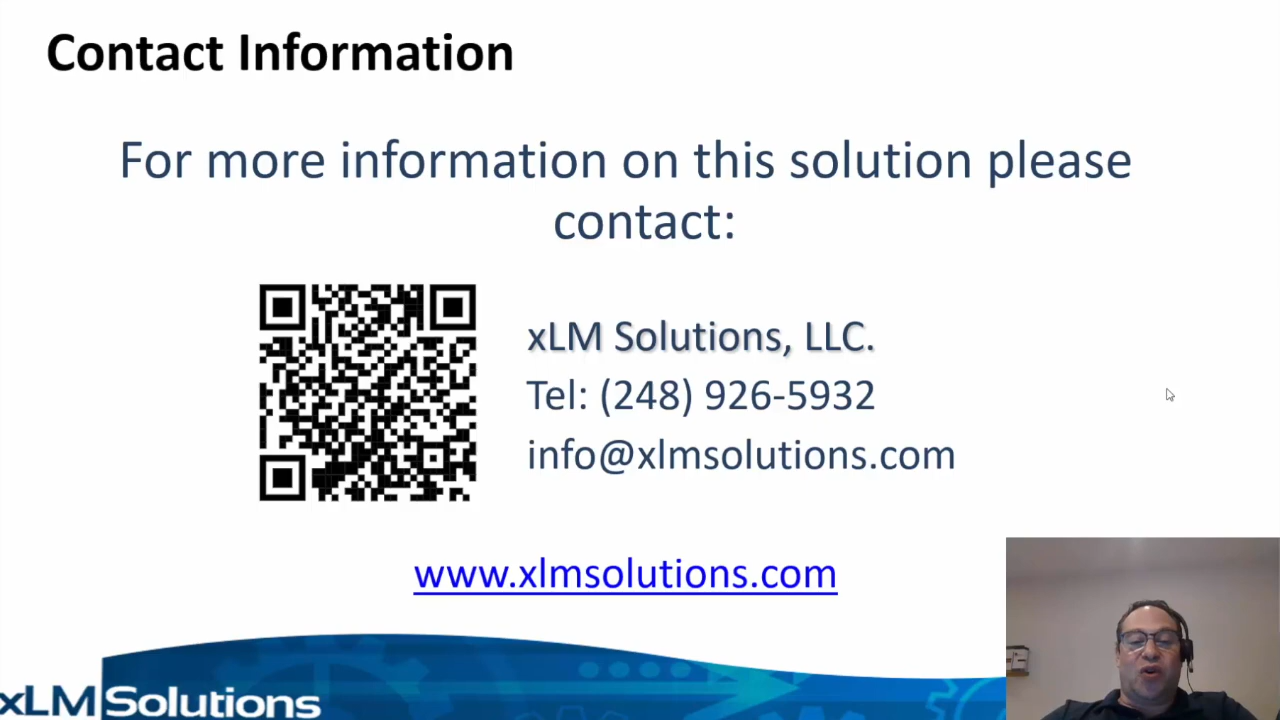 Contact Information
For more information on this solution please
contact:
xLM Solutions, LLC.
Tel: (248) 926-5932
info@xlmsolutions.com
www.xlmsolutions.com
xLM Solutions